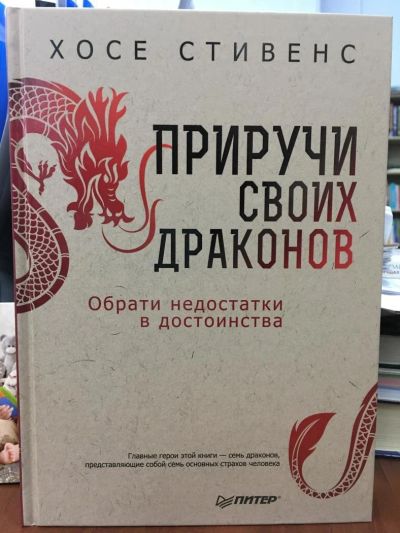 ХОСЕ СТИВЕНС
ПРИРУЧИ
СВОИХ
ДРАКОНОВ
Обрати недостатки
в достоинства
Главные герои этой книги — семь драконов,
представляющие собой семь основных страхов человека
ПИТЕР®